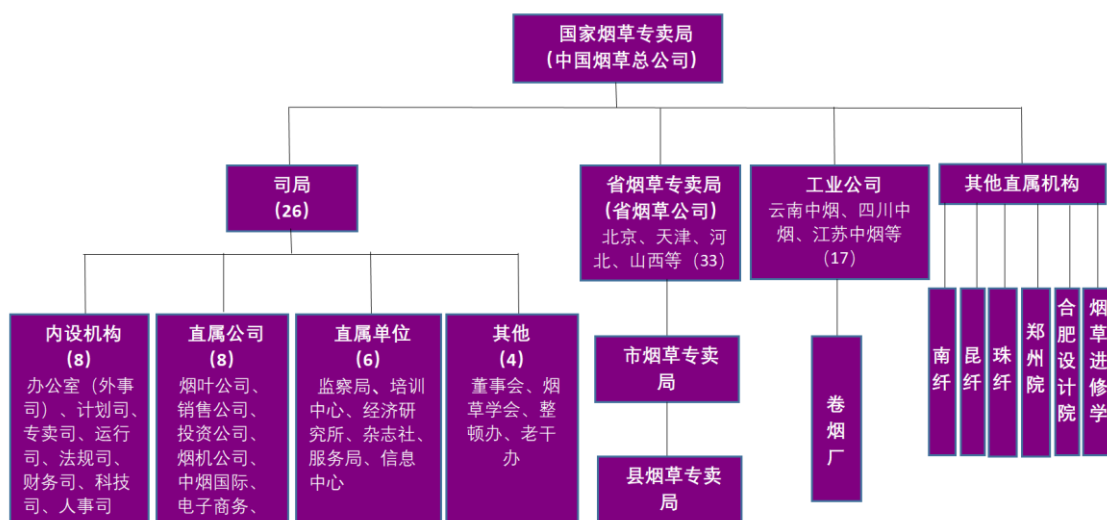 国家烟草专卖局
(中国烟草总公司)
司局
(26)
省烟草专卖局
(省烟草公司)
北京、天津、河
北、山西等（33）
工业公司
云南中烟、四川中
烟、江苏中烟等
(17)
其他直属机构
内设机构
(8)
办公室（外事
司）、计划司、
专卖司、运行
司、法规司、
财务司、科技
司、人事司
直属公司
(8)
烟叶公司、
销售公司、
投资公司、
烟机公司、
中烟国际、
电子商务、
直属单位
(6)
监察局、培训
中心、经济研
究所、杂志社、
服务局、信息
中心
其他
(4)
董事会、烟
草学会、整
顿办、老干
办
市烟草专卖
局
县烟草专卖
局
卷烟厂
南纤
昆纤
珠纤
郑州院
合肥设计院
烟草进修学